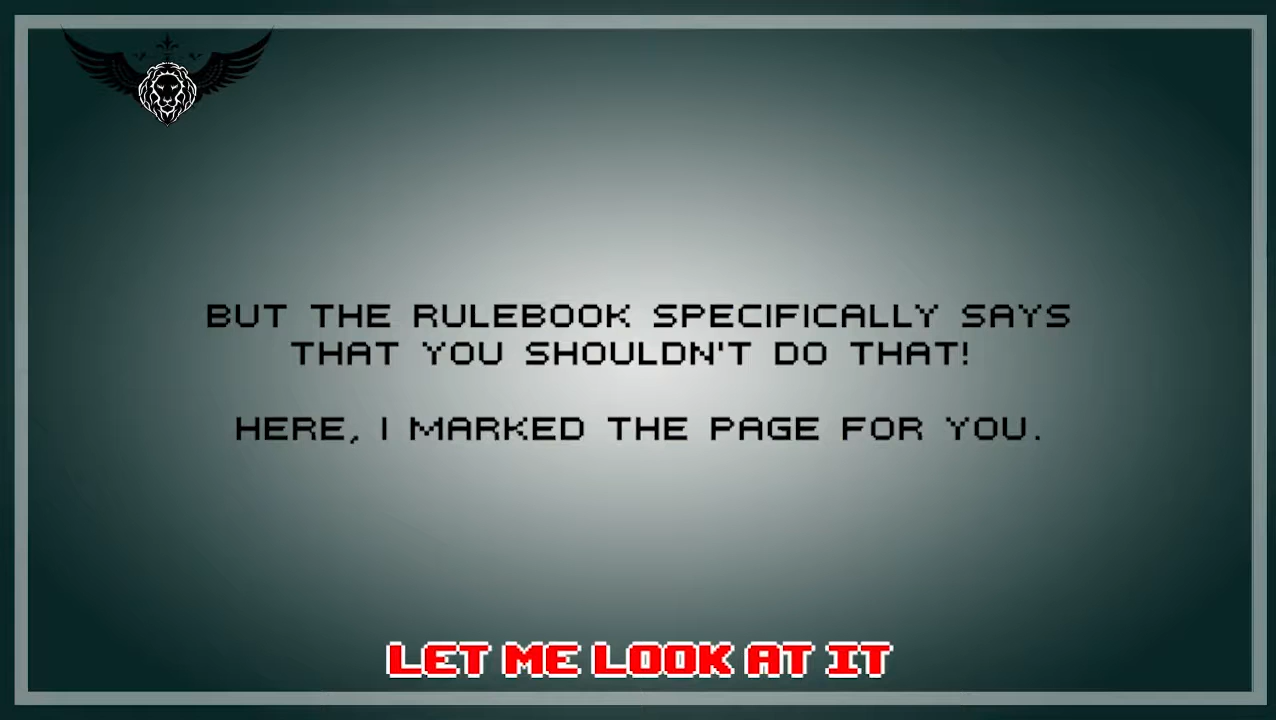 BUT THE RULEBOOK SPECIFICALLY SAYS
THAT YOU SHOULDN'T DO THAT!
HERE, I MARKED THE PAGE FOR YOU.
LET ME LOOK AT IT